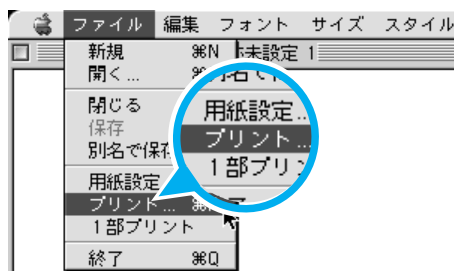 ファイル 編集 フォント サイズ スタイル
未設定 1
新規 ⌘N
開く...
閉じる
保存
別名で保存
用紙設定
プリント...
1部プリント
終了 ⌘Q
用紙設定...
プリント...
1部プリン